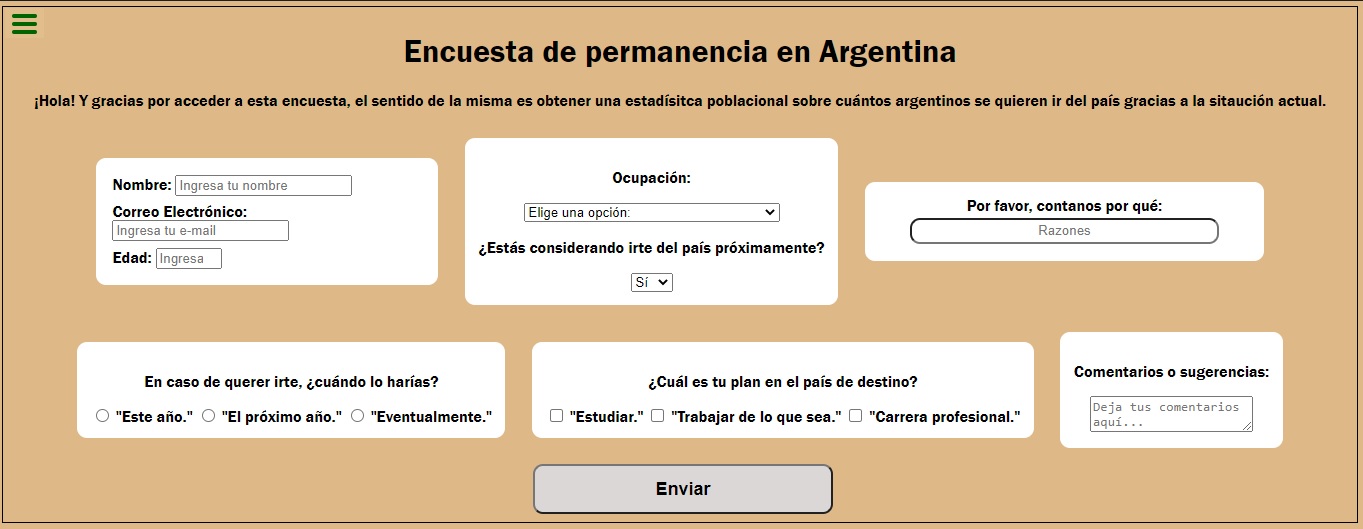 Encuesta de permanencia en Argentina
¡Hola! Y gracias por acceder a esta encuesta, el sentido de la misma es obtener una estadísitca poblacional sobre cuántos argentinos se quieren ir del país gracias a la sitaución actual.
Nombre: Ingresa tu nombre
Correo Electrónico:
Ingresa tu e-mail
Edad: Ingresa
Ocupación:
Elige una opción:
¿Estás considerando irte del país próximamente?
Sí
Por favor, contanos por qué:
Razones
En caso de querer irte, ¿cuándo lo harías?
"Este año." "El próximo año." "Eventualmente."
¿Cuál es tu plan en el país de destino?
"Estudiar." "Trabajar de lo que sea." "Carrera profesional."
Comentarios o sugerencias:
Deja tus comentarios
aquí...
Enviar